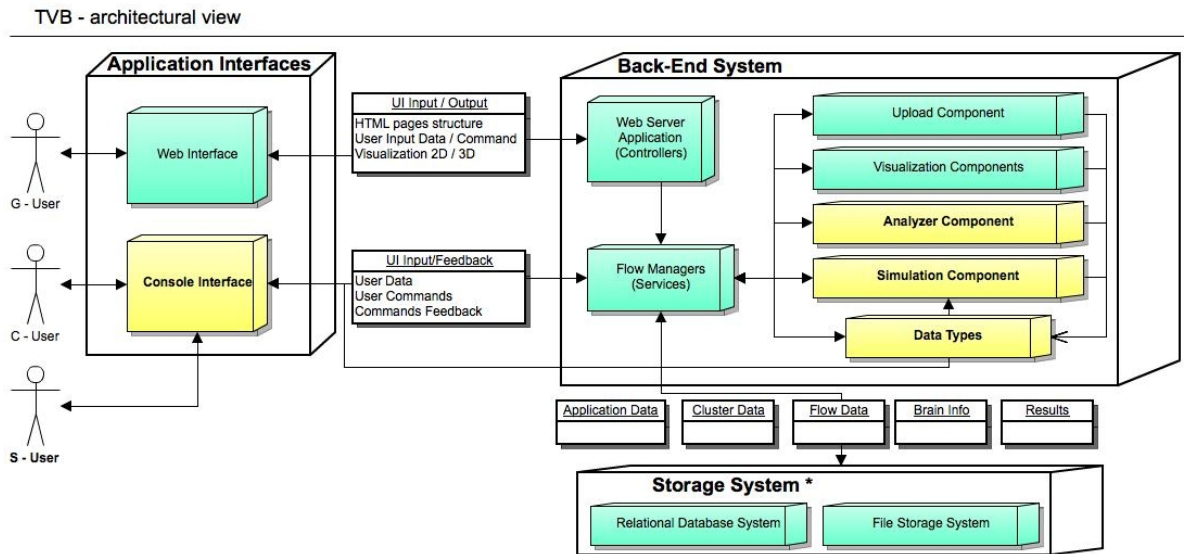 TVB - architectural view
Application Interfaces
Web Interface
Console Interface
G - User
C - User
S - User
UI Input / Output
HTML pages structure
User Input Data / Command
Visualization 2D / 3D
UI Input/Feedback
User Data
User Commands
Commands Feedback
Back-End System
Web Server
Application
(Controllers)
Flow Managers
(Services)
Upload Component
Visualization Components
Analyzer Component
Simulation Component
Data Types
Application Data
Cluster Data
Flow Data
Brain Info
Results
Storage System *
Relational Database System
File Storage System